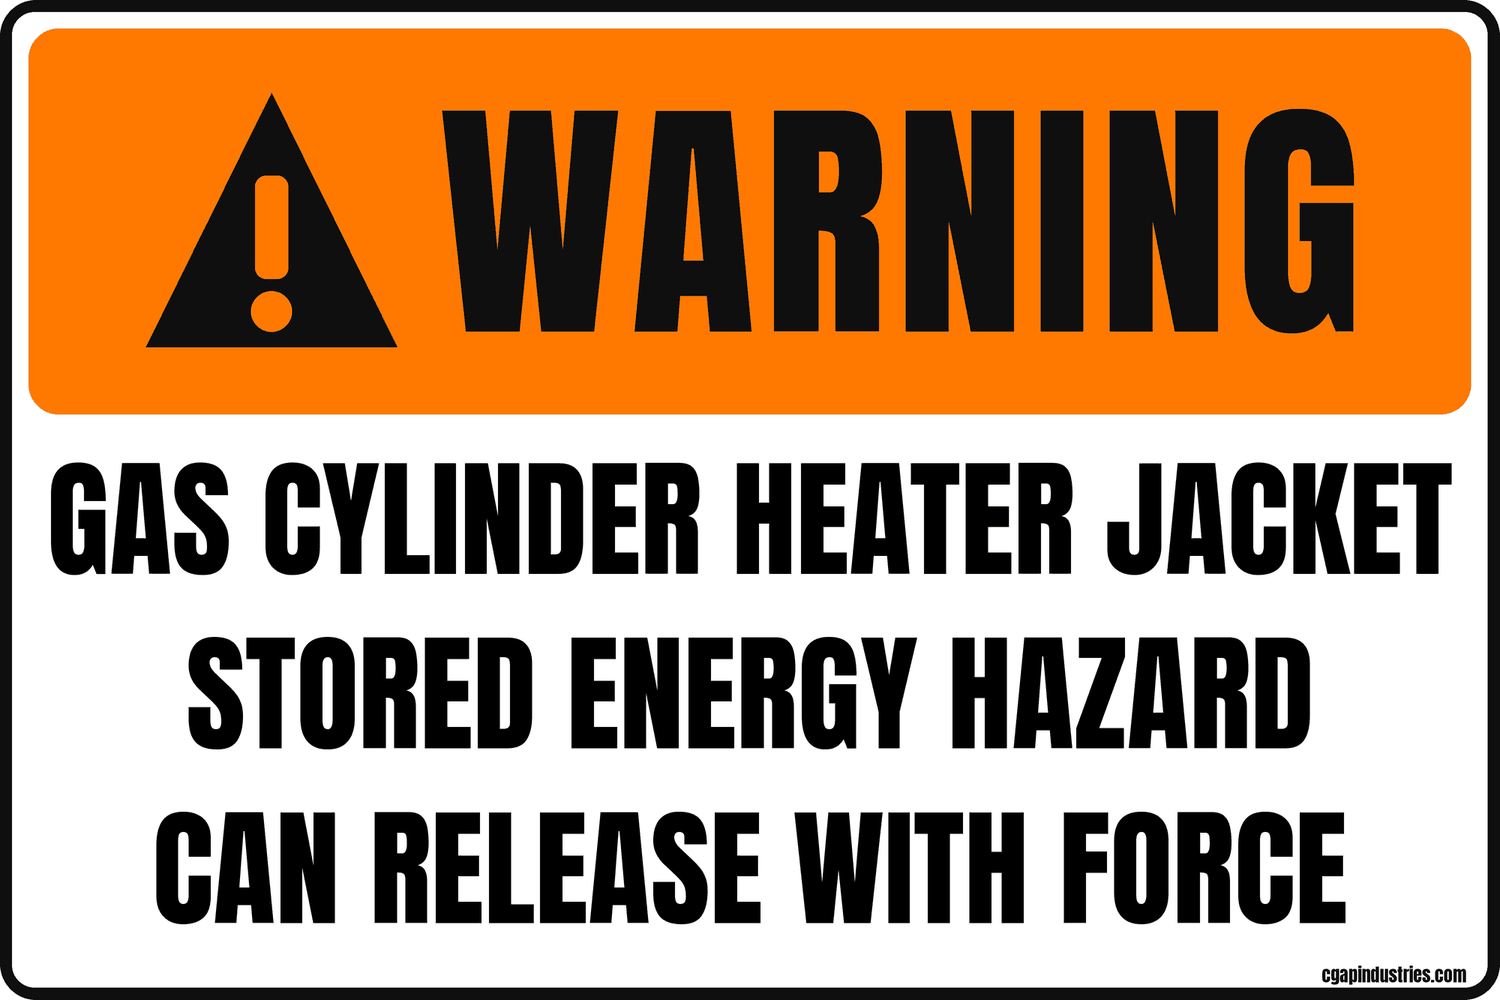 WARNING
GAS CYLINDER HEATER JACKET
STORED ENERGY HAZARD
CAN RELEASE WITH FORCE
cgapindustries.com